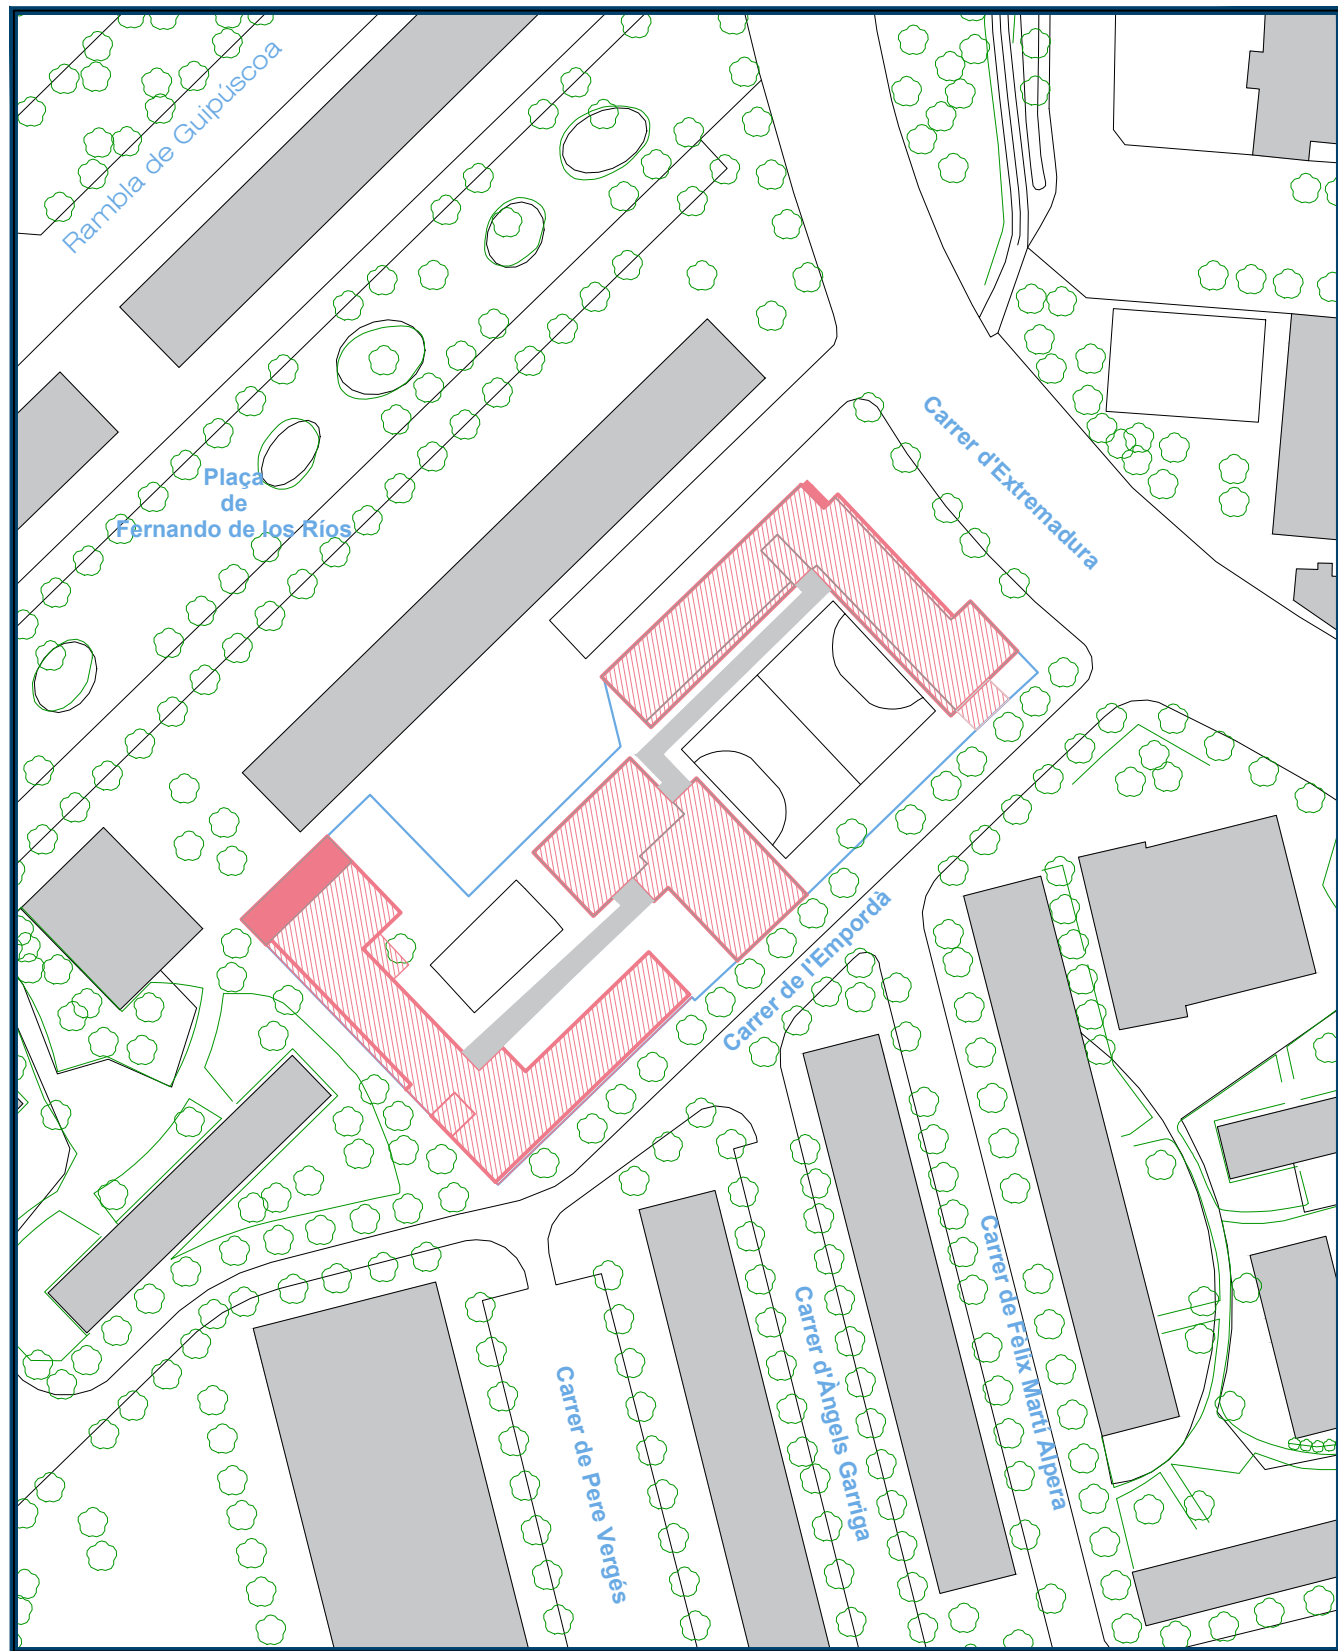 Rambla de Guipúscoa
Carrer d'Extremadura
Plaça
de
Fernando de los Ríos
Carrer de l'Empordà
Carrer de Fèlix Martí Alpera
Carrer d'Àngels Garriga
Carrer de Pere Vergés